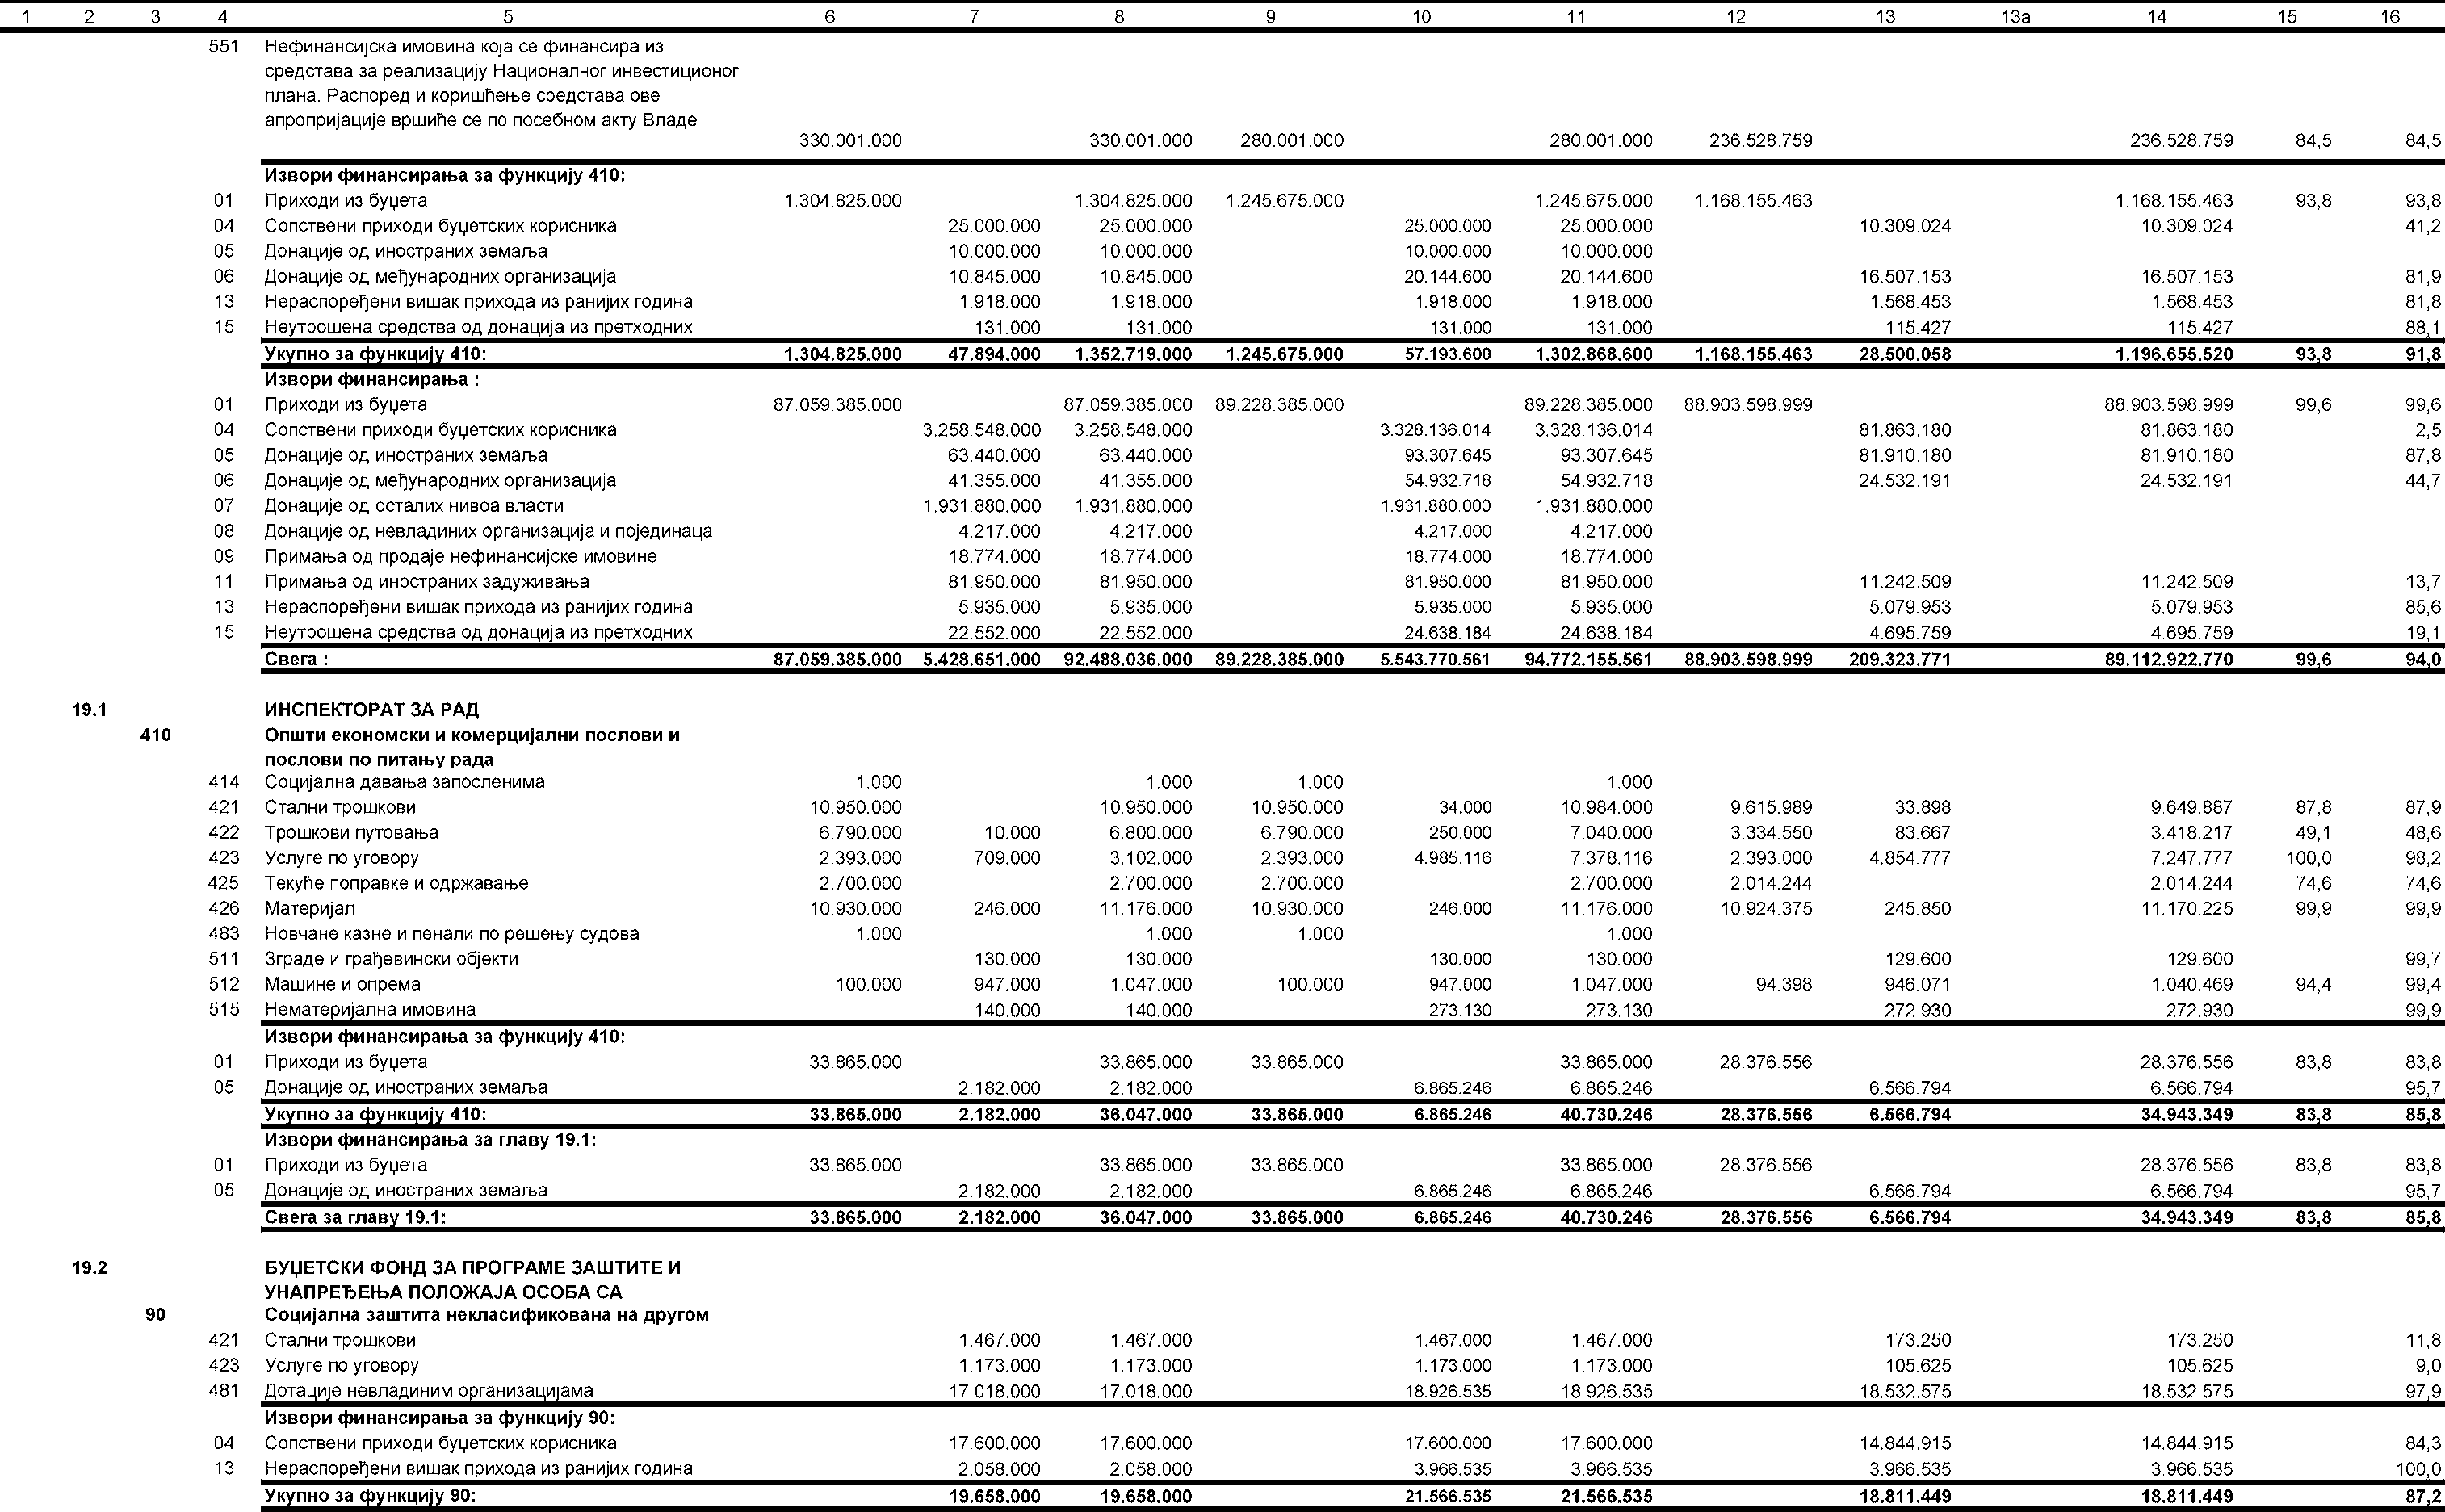 1 2 3 4 5 6 7 8 9 10 11 12 13 13a 14 15 16
551 Нефинансијска имовина која се финансира из
средстава за реализацију Националног инвестиционог
плана. Распоред и коришћење средстава ове
апропријације вршиће се по посебном акту Владе
330.001.000 330.001.000 280.001.000 280.001.000 236.528.759 236.528.759 84,5 84,5
Извори финансирања за функцију 410:
01 Приходи из буџета 1.304.825.000 1.304.825.000 1.245.675.000 1.245.675.000 1.168.155.463 1.168.155.463 93,8 93,8
04 Сопствени приходи буџетских корисника 25.000.000 25.000.000 25.000.000 25.000.000 10.309.024 10.309.024 41,2
05 Донације од иностраних земаља 10.000.000 10.000.000 10.000.000 10.000.000
06 Донације од међународних организација 10.845.000 10.845.000 20.144.600 20.144.600 16.507.153 16.507.153 81,9
13 Нераспоређени вишак прихода из ранијих година 1.918.000 1.918.000 1.918.000 1.918.000 1.568.453 1.568.453 81,8
15 Неутрошена средства од донација из претходних 131.000 131.000 131.000 131.000 115.427 115.427 88,1
Укупно за функцију 410: 1.304.825.000 47.894.000 1.352.719.000 1.245.675.000 57.193.600 1.302.868.600 1.168.155.463 28.500.058 1.196.655.520 93,8 91,8
Извори финансирања :
01 Приходи из буџета 87.059.385.000 87.059.385.000 89.228.385.000 89.228.385.000 88.903.598.999 88.903.598.999 99,6 99,6
04 Сопствени приходи буџетских корисника 3.258.548.000 3.258.548.000 3.328.136.014 3.328.136.014 81.863.180 81.863.180 2,5
05 Донације од иностраних земаља 63.440.000 63.440.000 93.307.645 93.307.645 81.910.180 81.910.180 87,8
06 Донације од међународних организација 41.355.000 41.355.000 54.932.718 54.932.718 24.532.191 24.532.191 44,7
07 Донације од осталих нивоа власти 1.931.880.000 1.931.880.000 1.931.880.000 1.931.880.000
08 Донације од невладиних организација и појединаца 4.217.000 4.217.000 4.217.000 4.217.000
09 Примања од продаје нефинансијске имовине 18.774.000 18.774.000 18.774.000 18.774.000
11 Примања од иностраних задуживања 81.950.000 81.950.000 81.950.000 81.950.000 11.242.509 11.242.509 13,7
13 Нераспоређени вишак прихода из ранијих година 5.935.000 5.935.000 5.935.000 5.935.000 5.079.953 5.079.953 85,6
15 Неутрошена средства од донација из претходних 22.552.000 22.552.000 24.638.184 24.638.184 4.695.759 4.695.759 19,1
Свега : 87.059.385.000 5.428.651.000 92.488.036.000 89.228.385.000 5.543.770.561 94.772.155.561 88.903.598.999 209.323.771 89.112.922.770 99,6 94,0
19.1 ИНСПЕКТОРАТ ЗА РАД
410 Општи економски и комерцијални послови и
послови по питању рада
414 Социјална давања запосленима 1.000 1.000 1.000 1.000
421 Стални трошкови 10.950.000 10.950.000 10.950.000 34.000 10.984.000 9.615.989 33.898 9.649.887 87,8 87,9
422 Трошкови путовања 6.790.000 10.000 6.800.000 6.790.000 250.000 7.040.000 3.334.550 83.667 3.418.217 49,1 48,6
423 Услуге по уговору 2.393.000 709.000 3.102.000 2.393.000 4.985.116 7.378.116 2.393.000 4.854.777 7.247.777 100,0 98,2
425 Текуће поправке и одржавање 2.700.000 2.700.000 2.700.000 2.700.000 2.014.244 2.014.244 74,6 74,6
426 Материјал 10.930.000 246.000 11.176.000 10.930.000 246.000 11.176.000 10.924.375 245.850 11.170.225 99,9 99,9
483 Новчане казне и пенали по решењу судова 1.000 1.000 1.000 1.000
511 Зграде и грађевински објекти 130.000 130.000 130.000 130.000 129.600 129.600 99,7
512 Машине и опрема 100.000 947.000 1.047.000 100.000 947.000 1.047.000 94.398 946.071 1.040.469 94,4 99,4
515 Нематеријална имовина 140.000 140.000 273.130 273.130 272.930 272.930 99,9
Извори финансирања за функцију 410:
01 Приходи из буџета 33.865.000 33.865.000 33.865.000 33.865.000 28.376.556 28.376.556 83,8 83,8
05 Донације од иностраних земаља 2.182.000 2.182.000 6.865.246 6.865.246 6.566.794 6.566.794 95,7
Укупно за функцију 410: 33.865.000 2.182.000 36.047.000 33.865.000 6.865.246 40.730.246 28.376.556 6.566.794 34.943.349 83,8 85,8
Извори финансирања за главу 19.1:
01 Приходи из буџета 33.865.000 33.865.000 33.865.000 33.865.000 28.376.556 28.376.556 83,8 83,8
05 Донације од иностраних земаља 2.182.000 2.182.000 6.865.246 6.865.246 6.566.794 6.566.794 95,7
Свега за главу 19.1: 33.865.000 2.182.000 36.047.000 33.865.000 6.865.246 40.730.246 28.376.556 6.566.794 34.943.349 83,8 85,8
19.2 БУЏЕТСКИ ФОНД ЗА ПРОГРАМЕ ЗАШТИТЕ И
УНАПРЕЂЕЊА ПОЛОЖАЈА ОСОБА СА
90 Социјална заштита некласификована на другом
421 Стални трошкови 1.467.000 1.467.000 1.467.000 1.467.000 173.250 173.250 11,8
423 Услуге по уговору 1.173.000 1.173.000 1.173.000 1.173.000 105.625 105.625 9,0
481 Дотације невладиним организацијама 17.018.000 17.018.000 18.926.535 18.926.535 18.532.575 18.532.575 97,9
Извори финансирања за функцију 90:
04 Сопствени приходи буџетских корисника 17.600.000 17.600.000 17.600.000 17.600.000 14.844.915 14.844.915 84,3
13 Нераспоређени вишак прихода из ранијих година 2.058.000 2.058.000 3.966.535 3.966.535 3.966.535 3.966.535 100,0
Укупно за функцију 90: 19.658.000 19.658.000 21.566.535 21.566.535 18.811.449 18.811.449 87,2